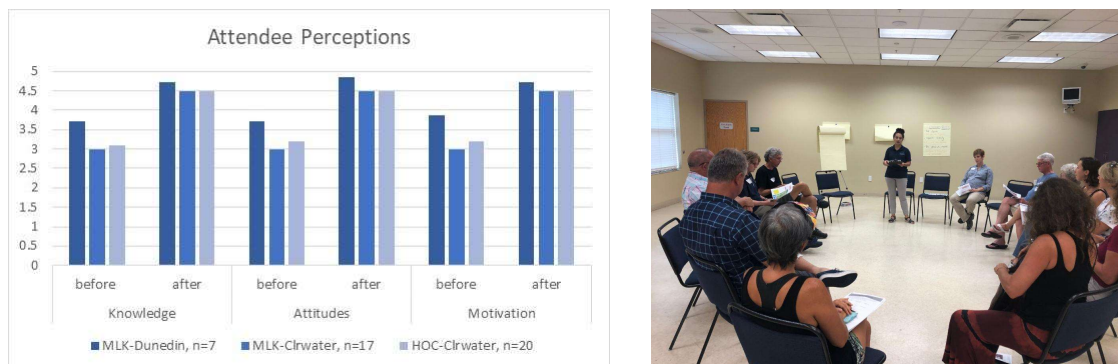 Attendee Perceptions
5
4.5
4
3.5
3
2.5
2
1.5
1
0.5
0
before after before after before after
Knowledge Attitudes Motivation
MLK-Dunedin, n=7 MLK-Clrwater, n=17 HOC-Clrwater, n=20